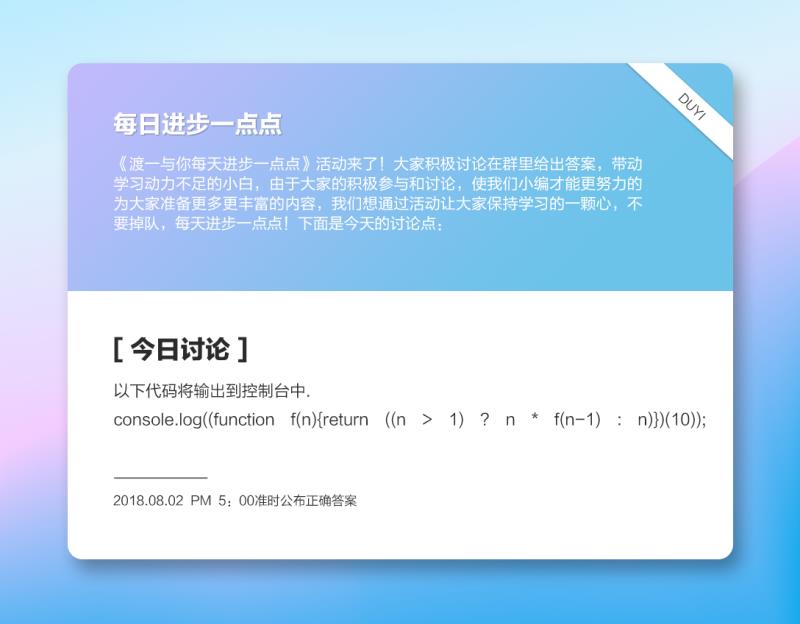 DUYI
每日进步一点点
《渡一与你每天进步一点点》活动来了！大家积极讨论在群里给出答案，带动
学习动力不足的小白，由于大家的积极参与和讨论，使我们小编才能更努力的
为大家准备更多更丰富的内容，我们想通过活动让大家保持学习的一颗心，不
要掉队，每天进步一点点！下面是今天的讨论点；
[ 今日讨论 ]
以下代码将输出到控制台中.
console.log((function f(n){return ((n > 1) ? n * f(n-1) : n)})(10));
2018.08.02 PM 5：00准时公布正确答案